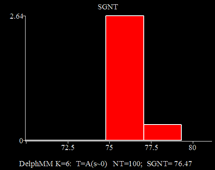 SGNT
2.64
0
72.5 75 77.5 80
DelphMM K=6: T=A(s~0) NT=100; SGNT= 76.47